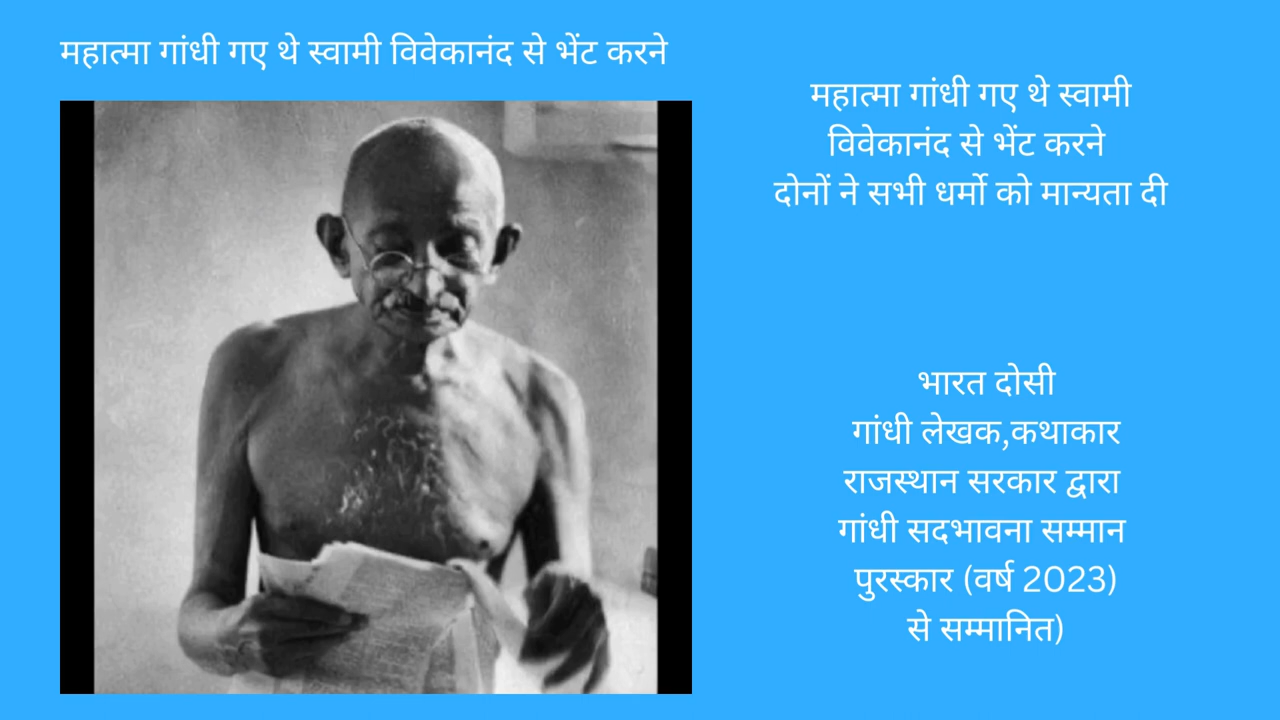 महात्मा गांधी गए थे स्वामी विवेकानंद से भेंट करने
महात्मा गांधी गए थे स्वामी
विवेकानंद से भेंट करने
दोनों ने सभी धर्मो को मान्यता दी
भारत दोसी
गांधी लेखक,कथाकार
राजस्थान सरकार द्वारा
गांधी सदभावना सम्मान
पुरस्कार (वर्ष 2023)
से सम्मानित)